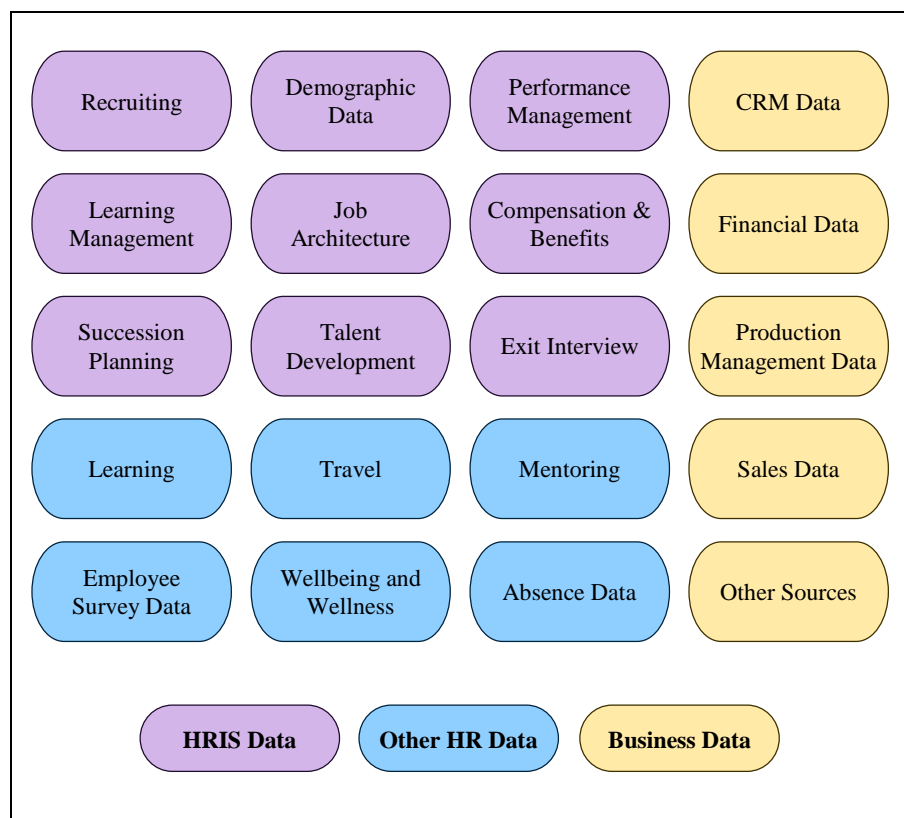 Recruiting
Demographic
Data
Performance
Management
CRM Data
Learning
Management
Job
Architecture
Compensation &
Benefits
Financial Data
Succession
Planning
Talent
Development
Exit Interview
Production
Management Data
Learning
Travel
Mentoring
Sales Data
Employee
Survey Data
Wellbeing and
Wellness
Absence Data
Other Sources
HRIS Data
Other HR Data
Business Data